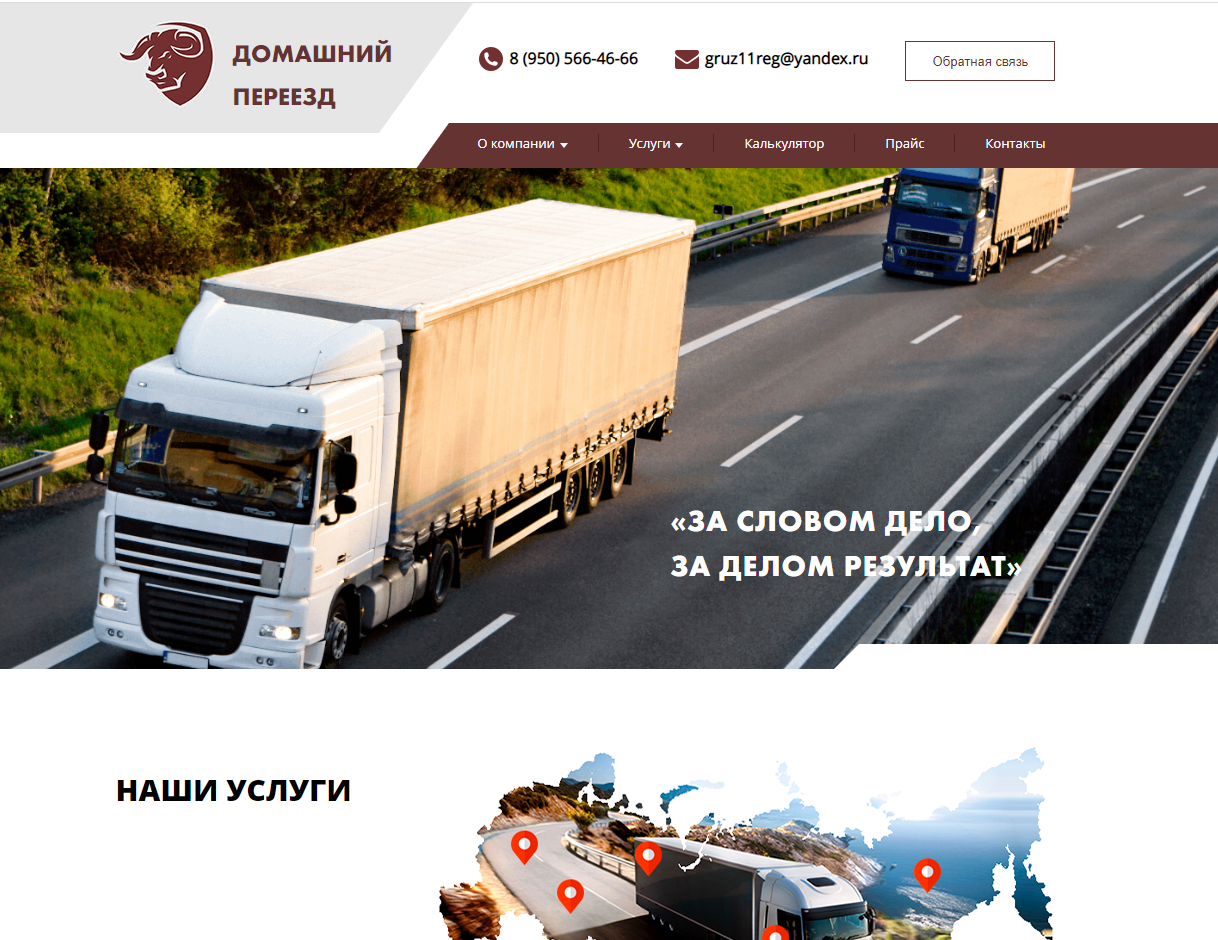 ДОМАШНИЙ
ПЕРЕЕЗД
8 (950) 566-46-66
gruz11reg@yandex.ru
Обратная связь
О компании
Услуги
Калькулятор
Прайс
Контакты
«ЗА СЛОВОМ ДЕЛО,
ЗА ДЕЛОМ РЕЗУЛЬТАТ»
НАШИ УСЛУГИ